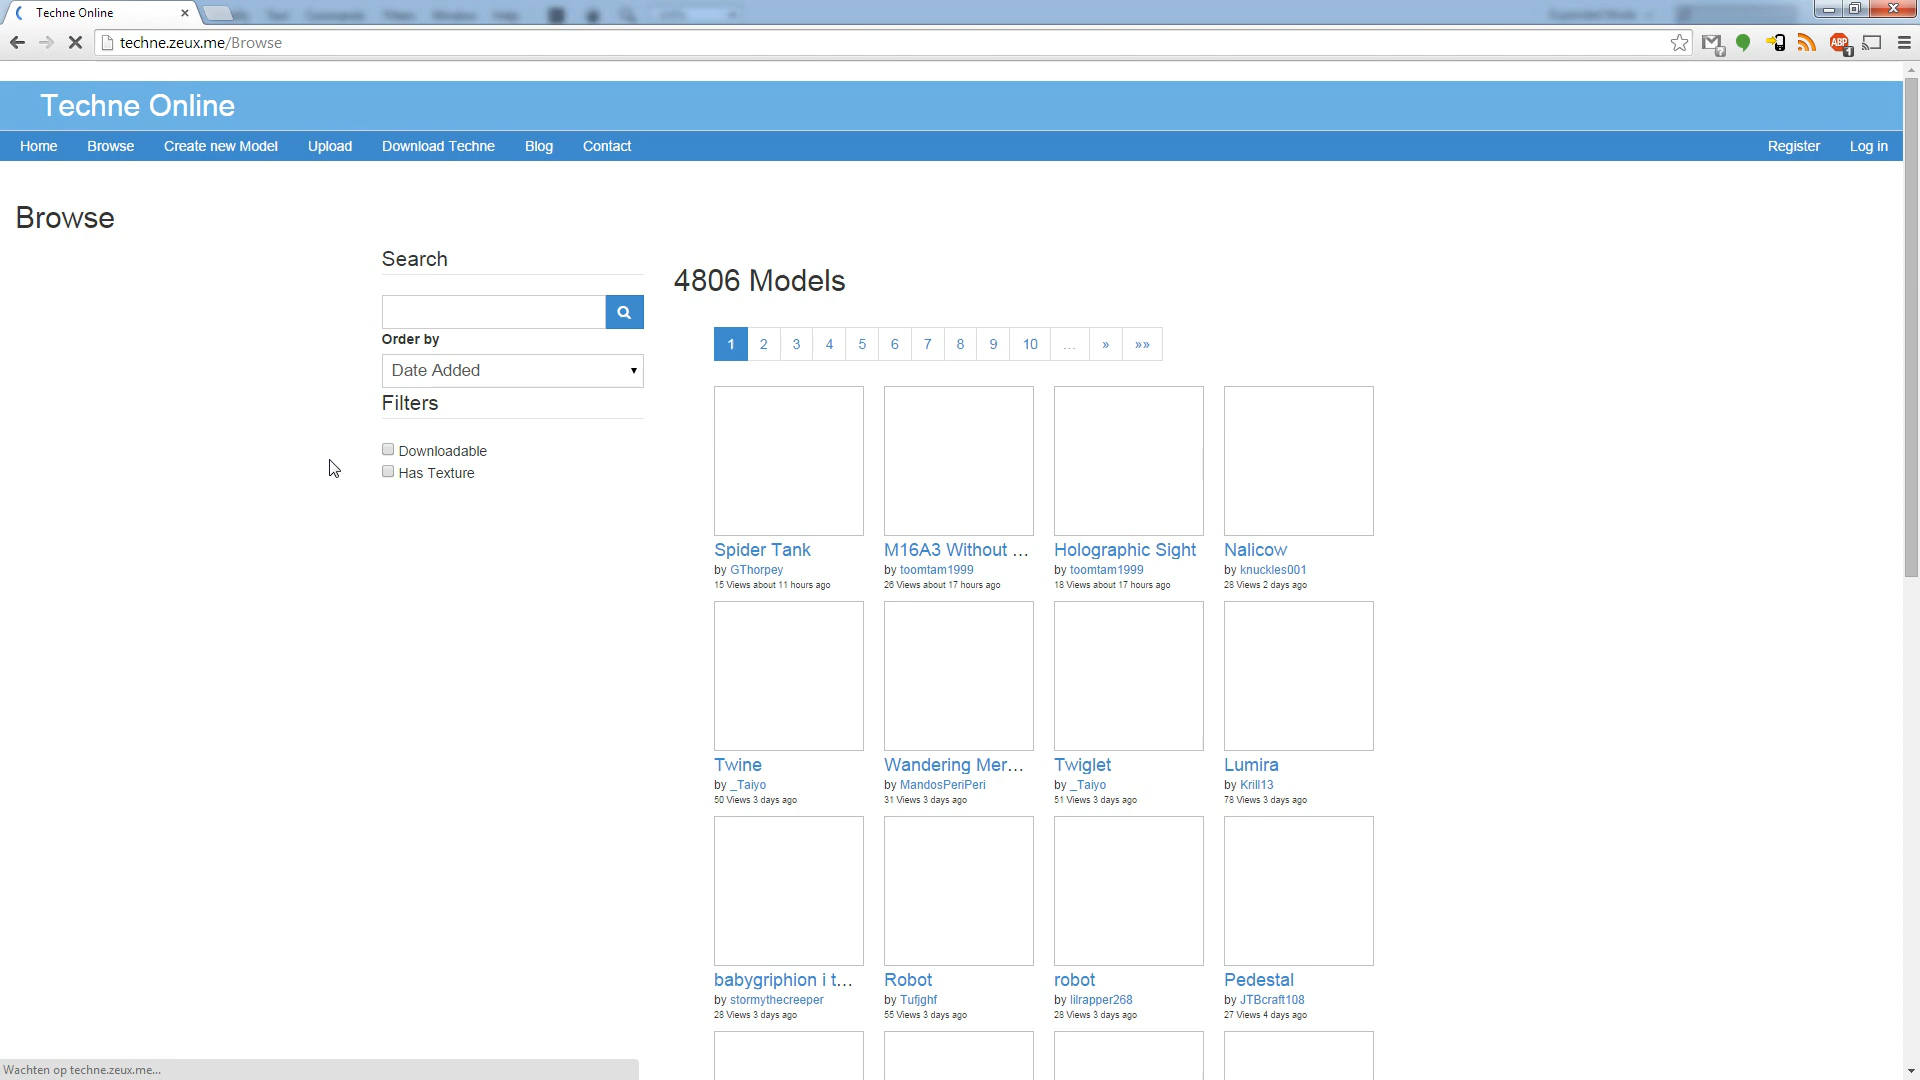 Techne Online
techne.zeux.me/Browse
Techne Online
Home Browse Create new Model Upload Download Techne Blog Contact Register Log in
Browse
Search
4806 Models
Order by
1 2 3 4 5 6 7 8 9 10 ... » »»
Date Added
Filters
Downloadable
Has Texture
Spider Tank M16A3 Without ... Holographic Sight Nalicow
by GThorpey by toomtam1999 by toomtam1999 by knuckles001
15 Views about 11 hours ago 26 Views about 17 hours ago 18 Views about 17 hours ago 28 Views 2 days ago
Twine Wandering Mer... Twiglet Lumira
by _Taiyo by MandosPeriPeri by _Taiyo by Krill13
50 Views 3 days ago 31 Views 3 days ago 51 Views 3 days ago 78 Views 3 days ago
babygriphion i t... Robot robot Pedestal
by stormythecreeper by Tufjghf by lilrapper268 by JTBcraft108
28 Views 3 days ago 55 Views 3 days ago 28 Views 3 days ago 27 Views 4 days ago
Wachten op techne.zeux.me...